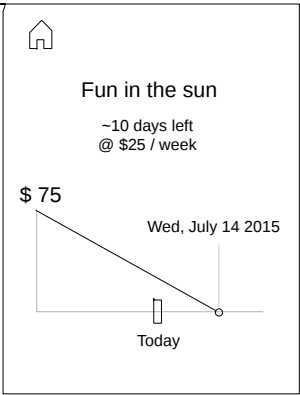 Fun in the sun
~10 days left
@ $25 / week
$ 75
Wed, July 14 2015
Today